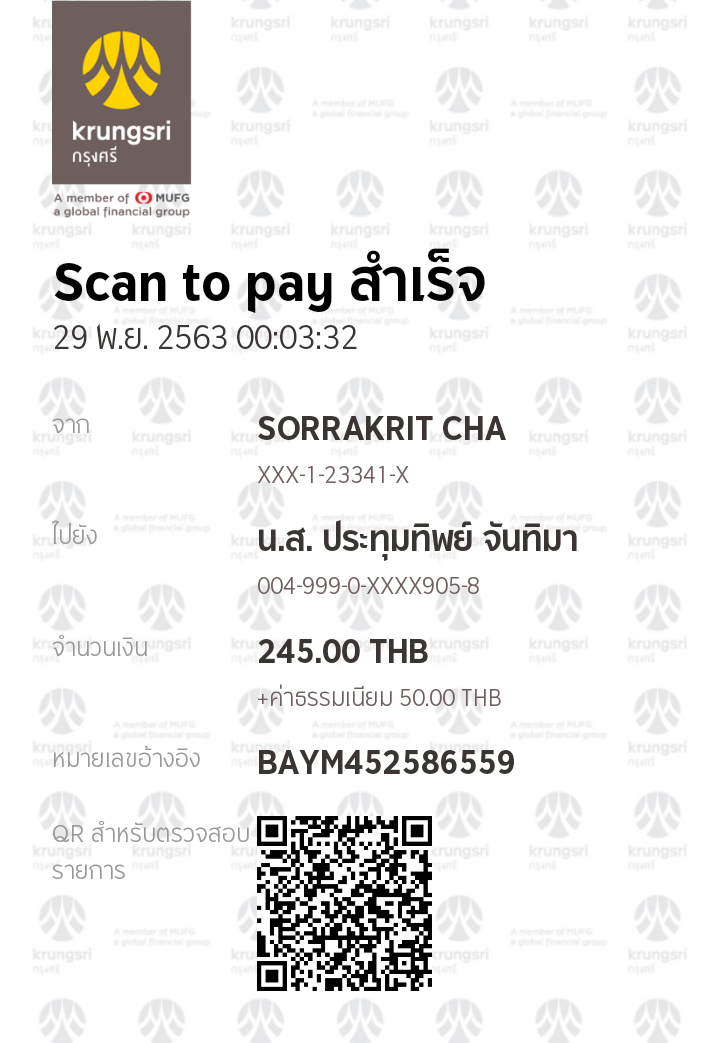 krungsri
กรุงศรี
A member of MUFG
a global financial group
Scan to pay สำเร็จ
29 พ.ย. 2563 00:03:32
จาก
SORRAKRIT CHA
XXX-1-23341-X
ไปยัง
น.ส. ประทุมทิพย์ จันทิมา
004-999-0-XXXX905-8
จำนวนเงิน
245.00 THB
+ค่าธรรมเนียม 50.00 THB
หมายเลขอ้างอิง
BAYM452586559
QR สำหรับตรวจสอบ
รายการ